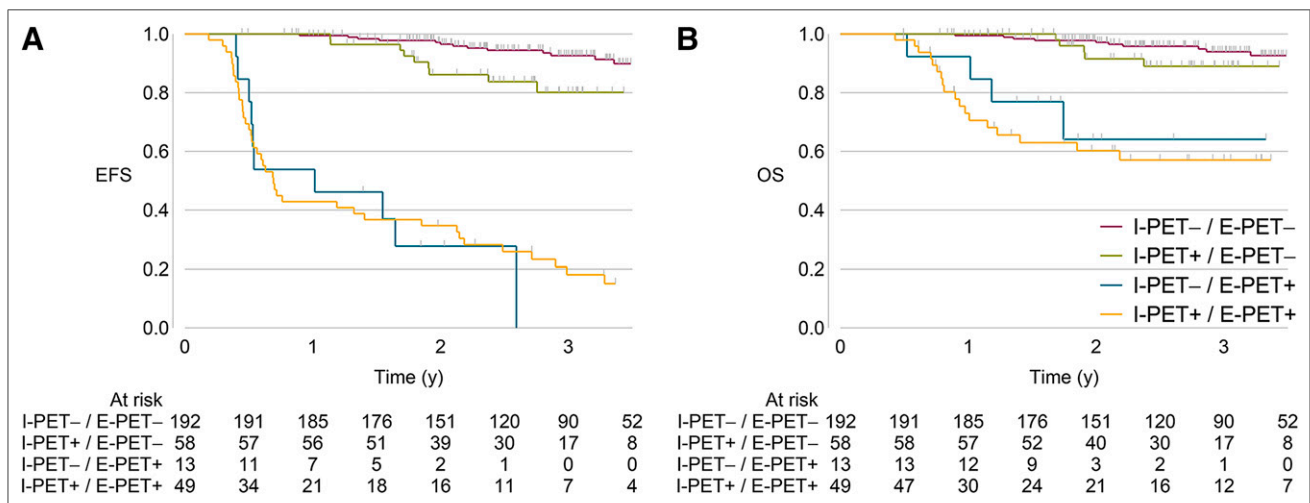 A
1.0
0.8
0.6
EFS
0.4
0.2
0.0
0 1 2 3
Time (y)
At risk
I-PET– / E-PET– 192 191 185 176 151 120 90 52
I-PET+ / E-PET– 58 57 56 51 39 30 17 8
I-PET– / E-PET+ 13 11 7 5 2 1 0 0
I-PET+ / E-PET+ 49 34 21 18 16 11 7 4
B
1.0
0.8
0.6
OS
0.4
0.2
0.0
I-PET– / E-PET–
I-PET+ / E-PET–
I-PET– / E-PET+
I-PET+ / E-PET+
0 1 2 3
Time (y)
At risk
I-PET– / E-PET– 192 191 185 176 151 120 90 52
I-PET+ / E-PET– 58 58 57 52 40 30 17 8
I-PET– / E-PET+ 13 13 12 9 3 2 1 0
I-PET+ / E-PET+ 49 47 30 24 21 16 12 7